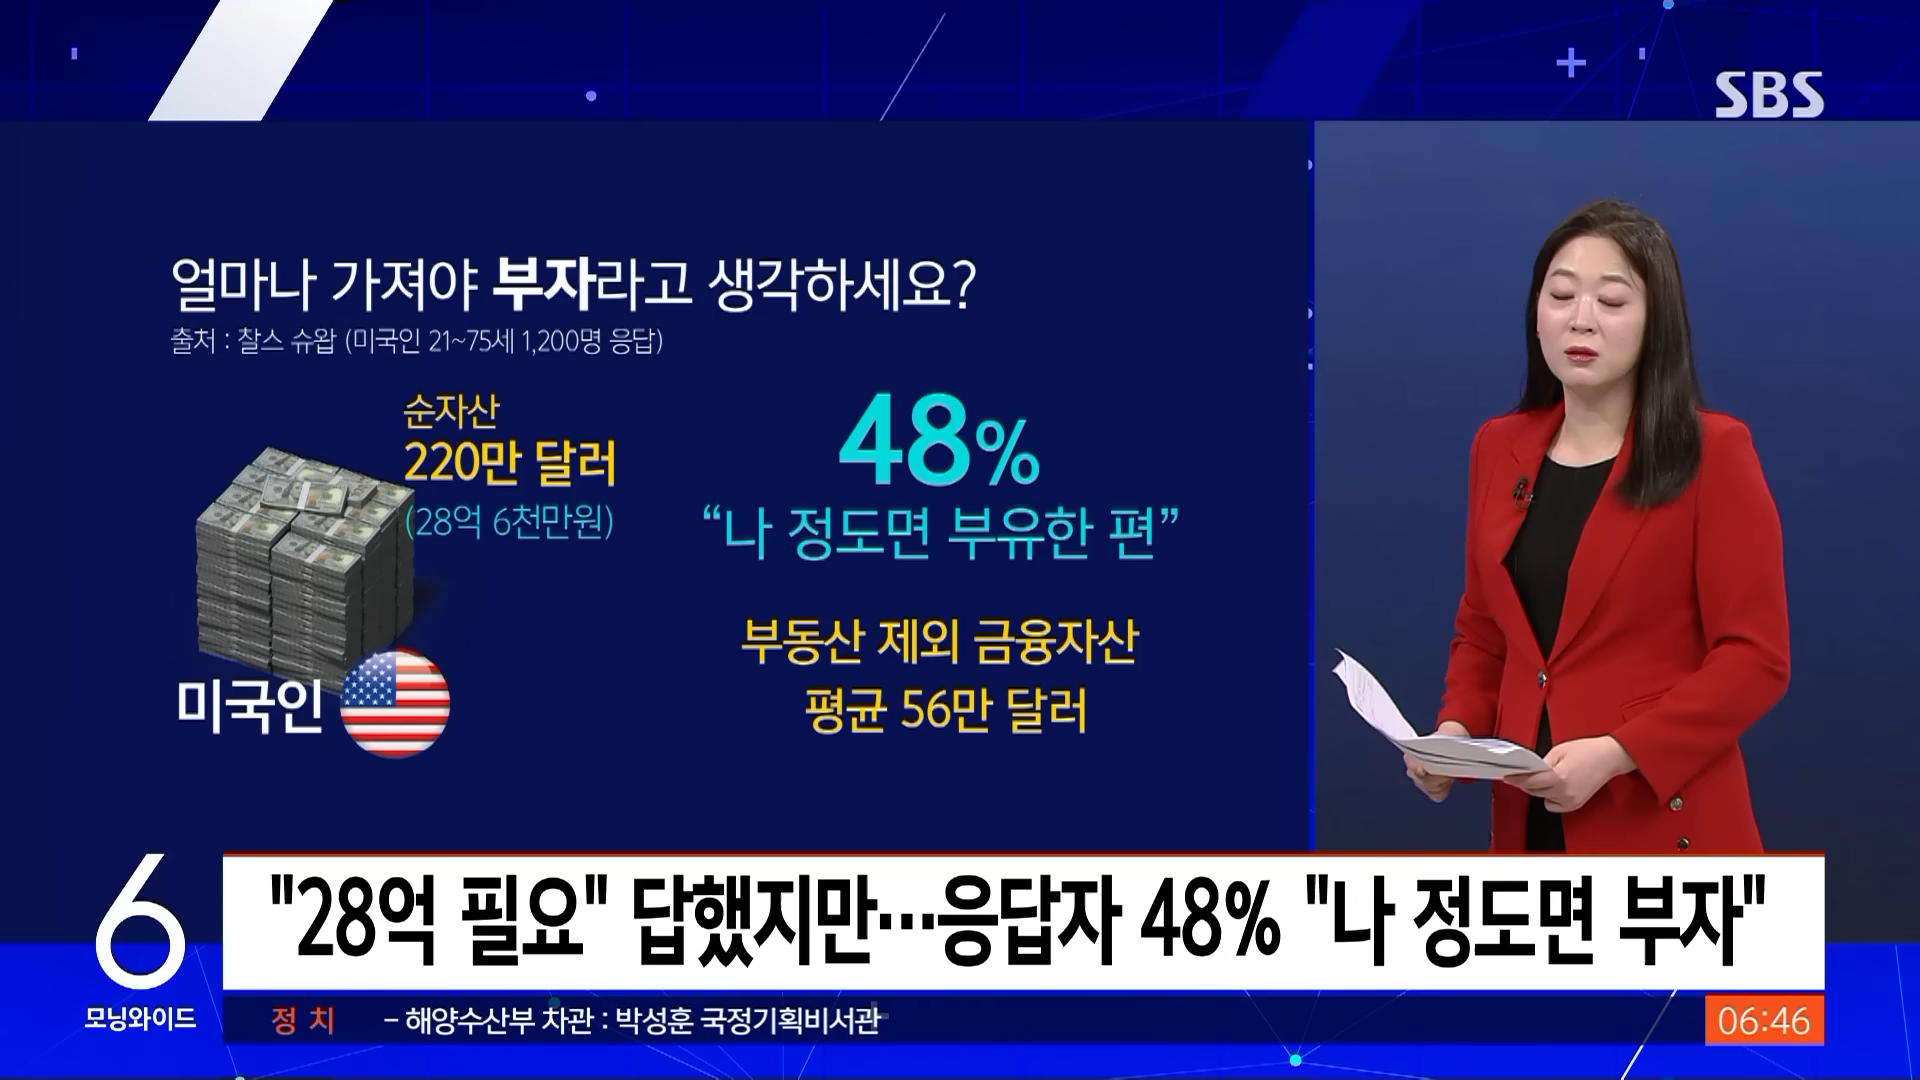 SBS
얼마나 가져야 부자라고 생각하세요?
출처 : 찰스 슈왑 (미국인 21~75세 1,200명 응답)
순자산
220만 달러
(28억 6천만원)
미국인
48%
“나 정도면 부유한 편”
부동산 제외 금융자산
평균 56만 달러
6
모닝와이드
"28억 필요" 답했지만…응답자 48% "나 정도면 부자"
정 치 – 해양수산부 차관 : 박성훈 국정기획비서관
06:46